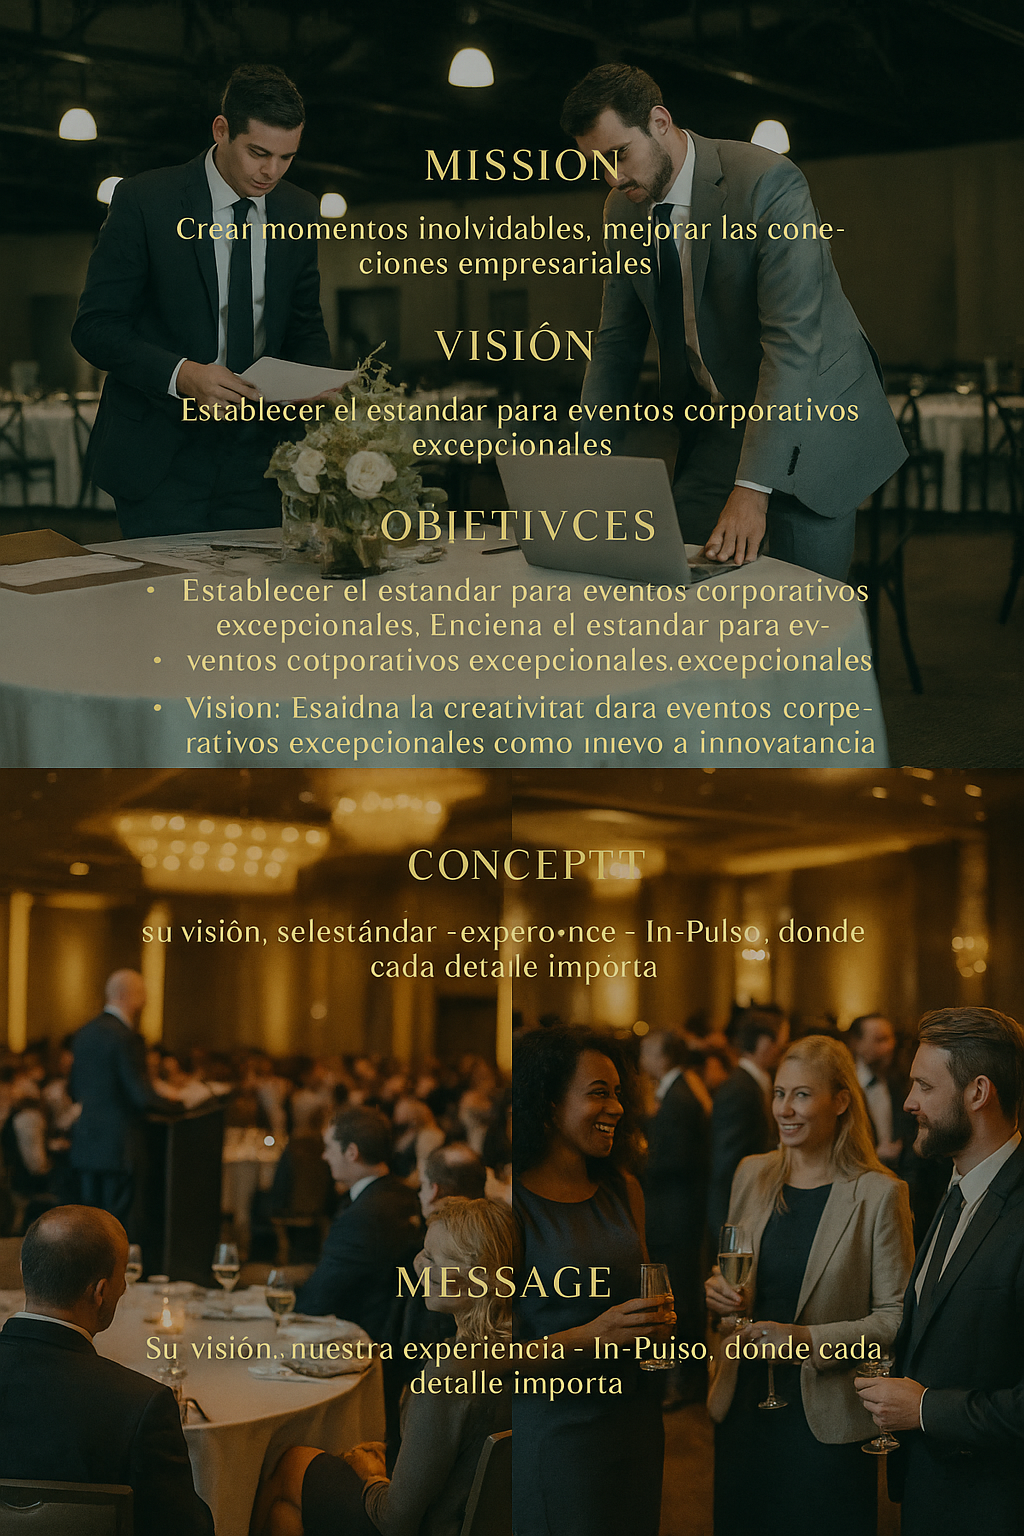 MISSION
Crear momentos inolvidables, mejorar las cone-
ciones empresariales
VISIÓN
Establecer el estandar para eventos corporativos
excepcionales
OBJETIVCES
• Establecer el estandar para eventos corporativos
excepcionales, Enciena el estandar para ev-
• ventos cotporativos excepcionales.excepcionales
• Vision: Esaidna la creativitat dara eventos corpe-
rativos excepcionales como a innovatancia
CONCEPTT
su visiôn, selestándar -expero•nce - In-Pulso, donde
cada detalle importa
MESSAGE
Su visión.. nuestra experiencia - In-Puiso, donde cada
detalle importa